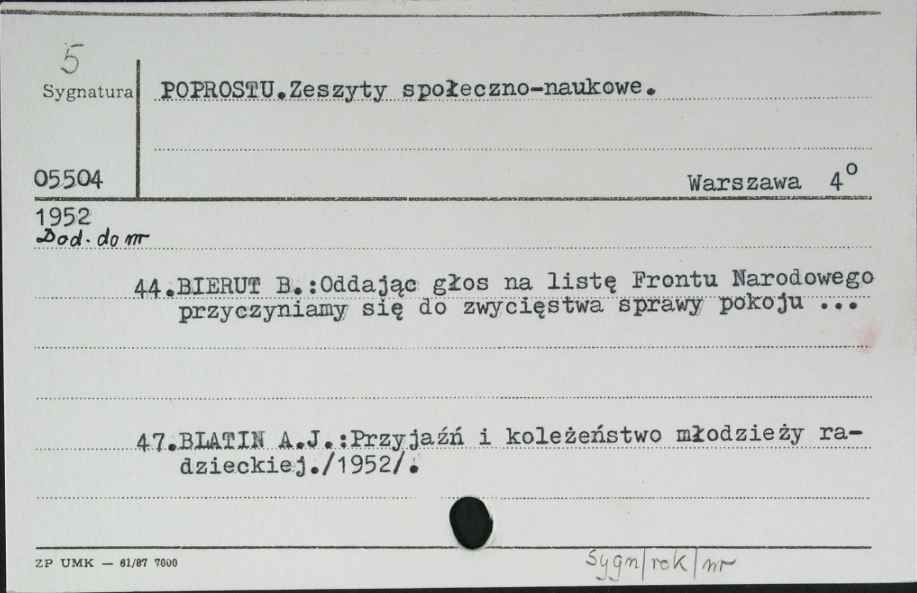 5
Sygnatura
POPROSTU.Zeszyty społeczno-naukowe.
05504
Warszawa 4°
1952
Dod. do nr
44.BIERUT B.:Oddając głos na listę Frontu Narodowego
przyczyniamy się do zwycięstwa sprawy pokoju ...
47.BLATIN A.J.:Przyjaźń i koleżeństwo młodzieży ra-
dzieckiej./1952/.
ZP UMK — 61/87 7000
Sygn/rok/nr